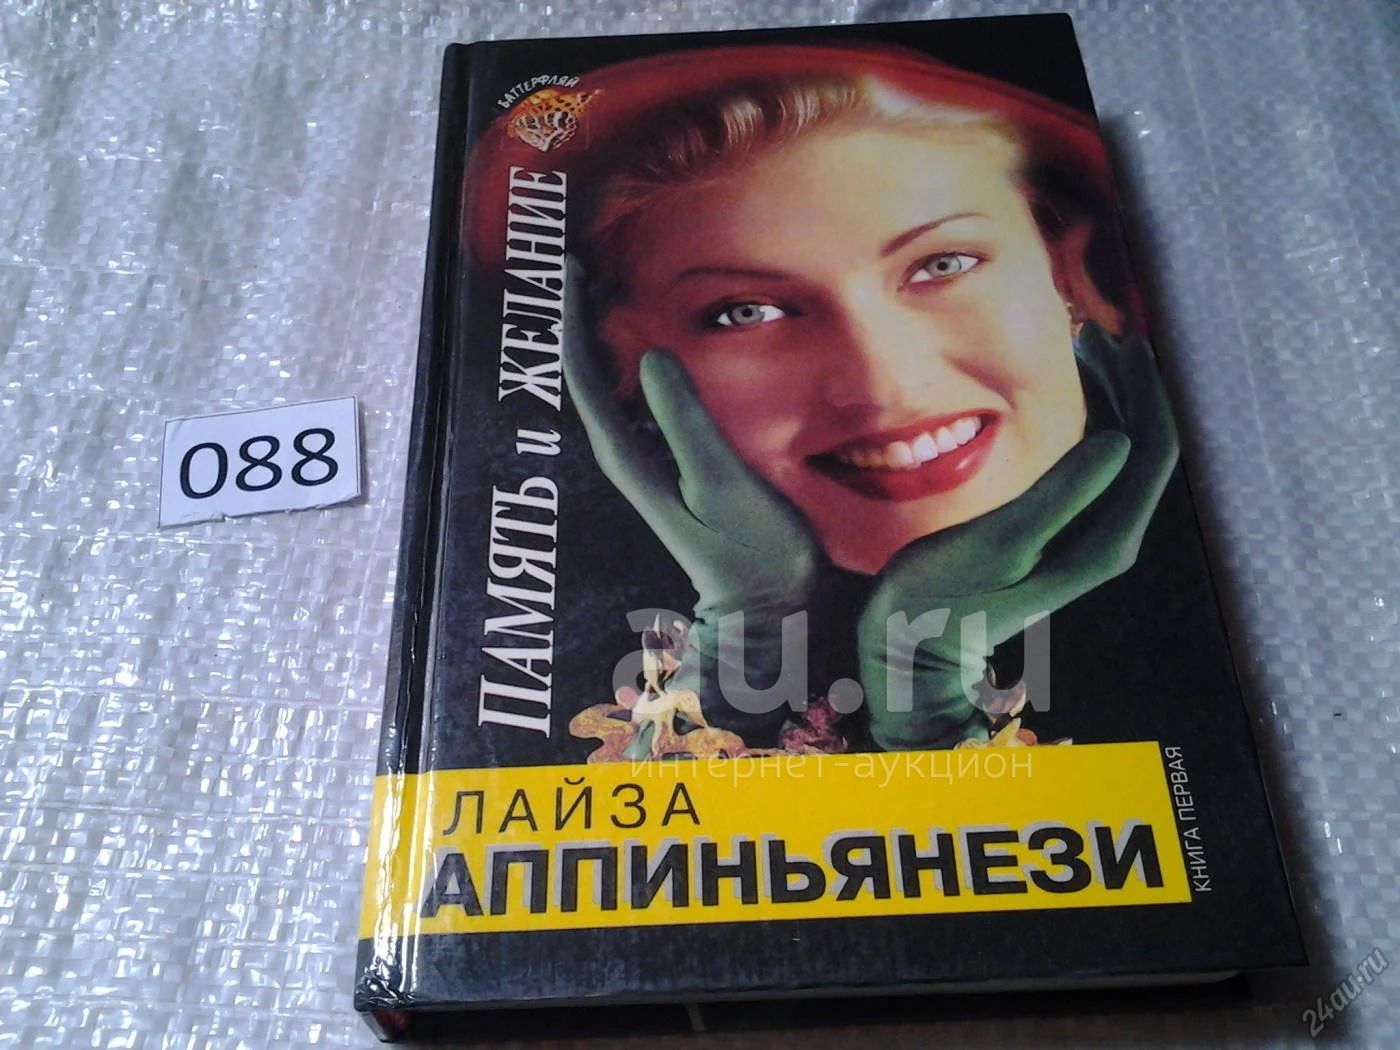 БАТТЕРФЛЯЙ
ПАМЯТЬ и ЖЕЛАНИЕ
088
au.ru
интернет-аукцион
ЛАЙЗА
АППИНЬЯНЕЗИ
КНИГА ПЕРВАЯ
24au.ru